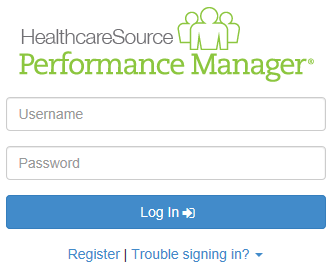 HealthcareSource
Performance Manager®
Username
Password
Log In
Register | Trouble signing in?